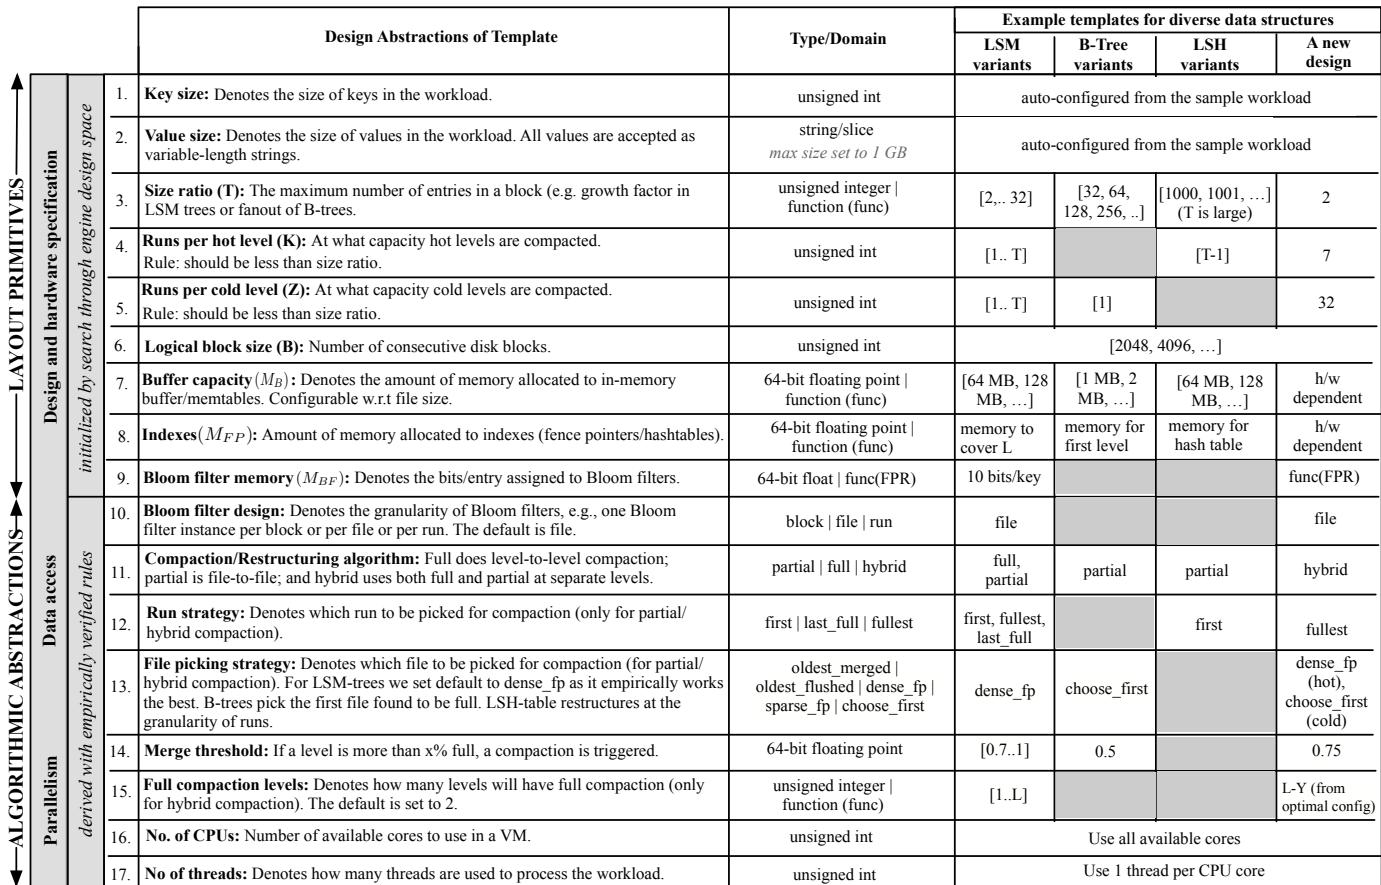 Design Abstractions of Template
Type/Domain
Example templates for diverse data structures
LSM variants
B-Tree variants
LSH variants
A new design
LAYOUT PRIMITIVES
ALGORITHMIC ABSTRACTIONS
Design and hardware specification
Data access
Parallelism
initialized by search through engine design space
derived with empirically verified rules
1.
Key size: Denotes the size of keys in the workload.
unsigned int
auto-configured from the sample workload
2.
Value size: Denotes the size of values in the workload. All values are accepted as
variable-length strings.
string/slice
max size set to 1 GB
auto-configured from the sample workload
3.
Size ratio (T): The maximum number of entries in a block (e.g. growth factor in
LSM trees or fanout of B-trees.
unsigned integer |
function (func)
[2,.. 32]
[32, 64,
128, 256, ..]
[1000, 1001, …]
(T is large)
2
4.
Runs per hot level (K): At what capacity hot levels are compacted.
Rule: should be less than size ratio.
unsigned int
[1.. T]
[T-1]
7
5.
Runs per cold level (Z): At what capacity cold levels are compacted.
Rule: should be less than size ratio.
unsigned int
[1.. T]
[1]
32
6.
Logical block size (B): Number of consecutive disk blocks.
unsigned int
[2048, 4096, …]
7.
Buffer capacity (M_B): Denotes the amount of memory allocated to in-memory
buffer/memtables. Configurable w.r.t file size.
64-bit floating point |
function (func)
[64 MB, 128
MB, …]
[1 MB, 2
MB, …]
[64 MB, 128
MB, …]
h/w
dependent
8.
Indexes (M_{FP}): Amount of memory allocated to indexes (fence pointers/hashtables).
64-bit floating point |
function (func)
memory to
cover L
memory for
first level
memory for
hash table
h/w
dependent
9.
Bloom filter memory (M_{BF}): Denotes the bits/entry assigned to Bloom filters.
64-bit float | func(FPR)
10 bits/key
func(FPR)
10.
Bloom filter design: Denotes the granularity of Bloom filters, e.g., one Bloom
filter instance per block or per file or per run. The default is file.
block | file | run
file
file
11.
Compaction/Restructuring algorithm: Full does level-to-level compaction;
partial is file-to-file; and hybrid uses both full and partial at separate levels.
partial | full | hybrid
full,
partial
partial
partial
hybrid
12.
Run strategy: Denotes which run to be picked for compaction (only for partial/
hybrid compaction).
first | last_full | fullest
first, fullest,
last_full
first
fullest
13.
File picking strategy: Denotes which file to be picked for compaction (for partial/
hybrid compaction). For LSM-trees we set default to dense_fp as it empirically works
the best. B-trees pick the first file found to be full. LSH-table restructures at the
granularity of runs.
oldest_merged |
oldest_flushed | dense_fp |
sparse_fp | choose_first
dense_fp
choose_first
dense_fp
(hot),
choose_first
(cold)
14.
Merge threshold: If a level is more than x% full, a compaction is triggered.
64-bit floating point
[0.7..1]
0.5
0.75
15.
Full compaction levels: Denotes how many levels will have full compaction (only
for hybrid compaction). The default is set to 2.
unsigned integer |
function (func)
[1..L]
L-Y (from
optimal config)
16.
No. of CPUs: Number of available cores to use in a VM.
unsigned int
Use all available cores.
17.
No of threads: Denotes how many threads are used to process the workload.
unsigned int
Use 1 thread per CPU core